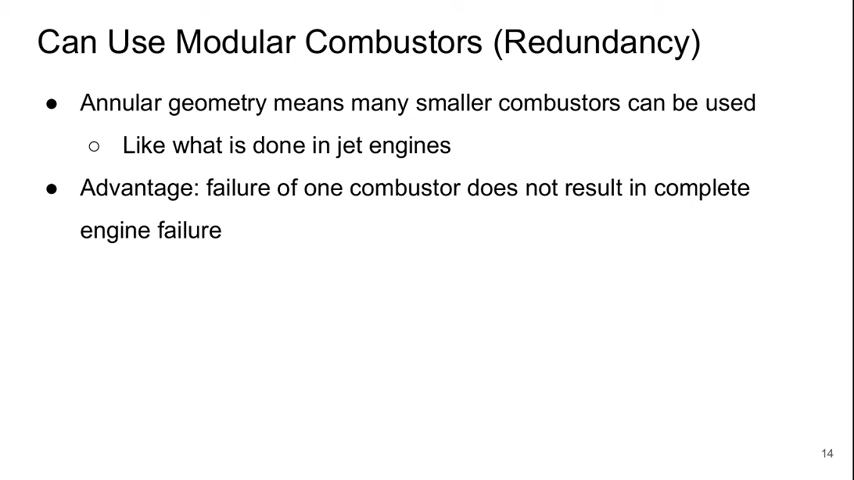 Can Use Modular Combustors (Redundancy)
● Annular geometry means many smaller combustors can be used
○ Like what is done in jet engines
● Advantage: failure of one combustor does not result in complete
engine failure
14